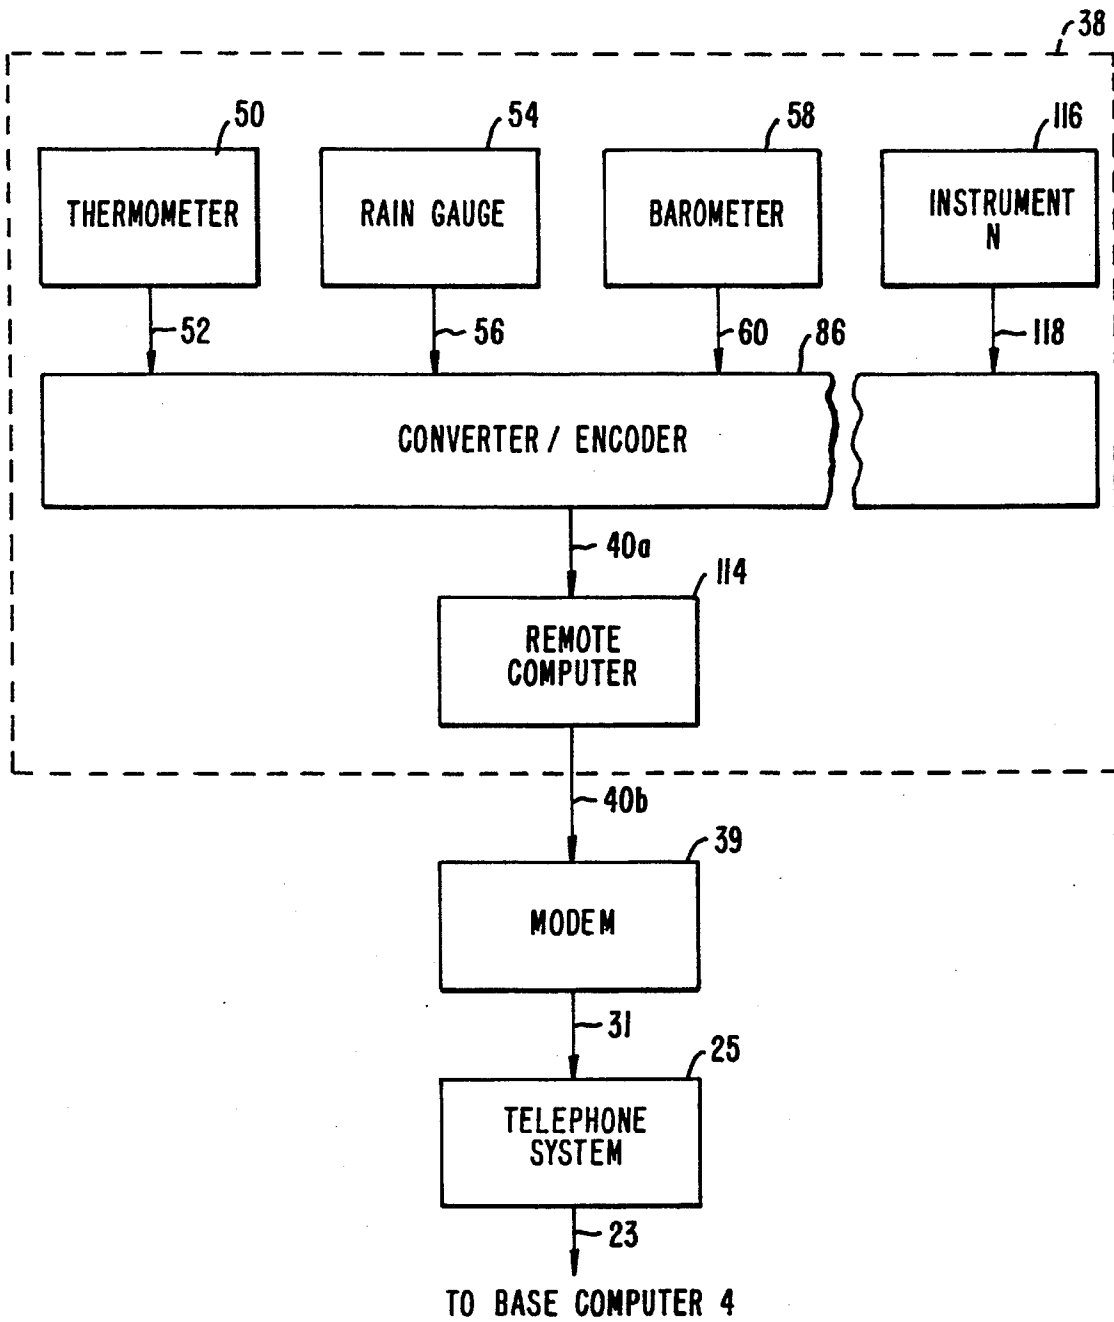 38
50
54
58
116
THERMOMETER
RAIN GAUGE
BAROMETER
INSTRUMENT
N
52
56
60
86
118
CONVERTER / ENCODER
40a
114
REMOTE
COMPUTER
40b
39
MODEM
31
25
TELEPHONE
SYSTEM
23
TO BASE COMPUTER 4